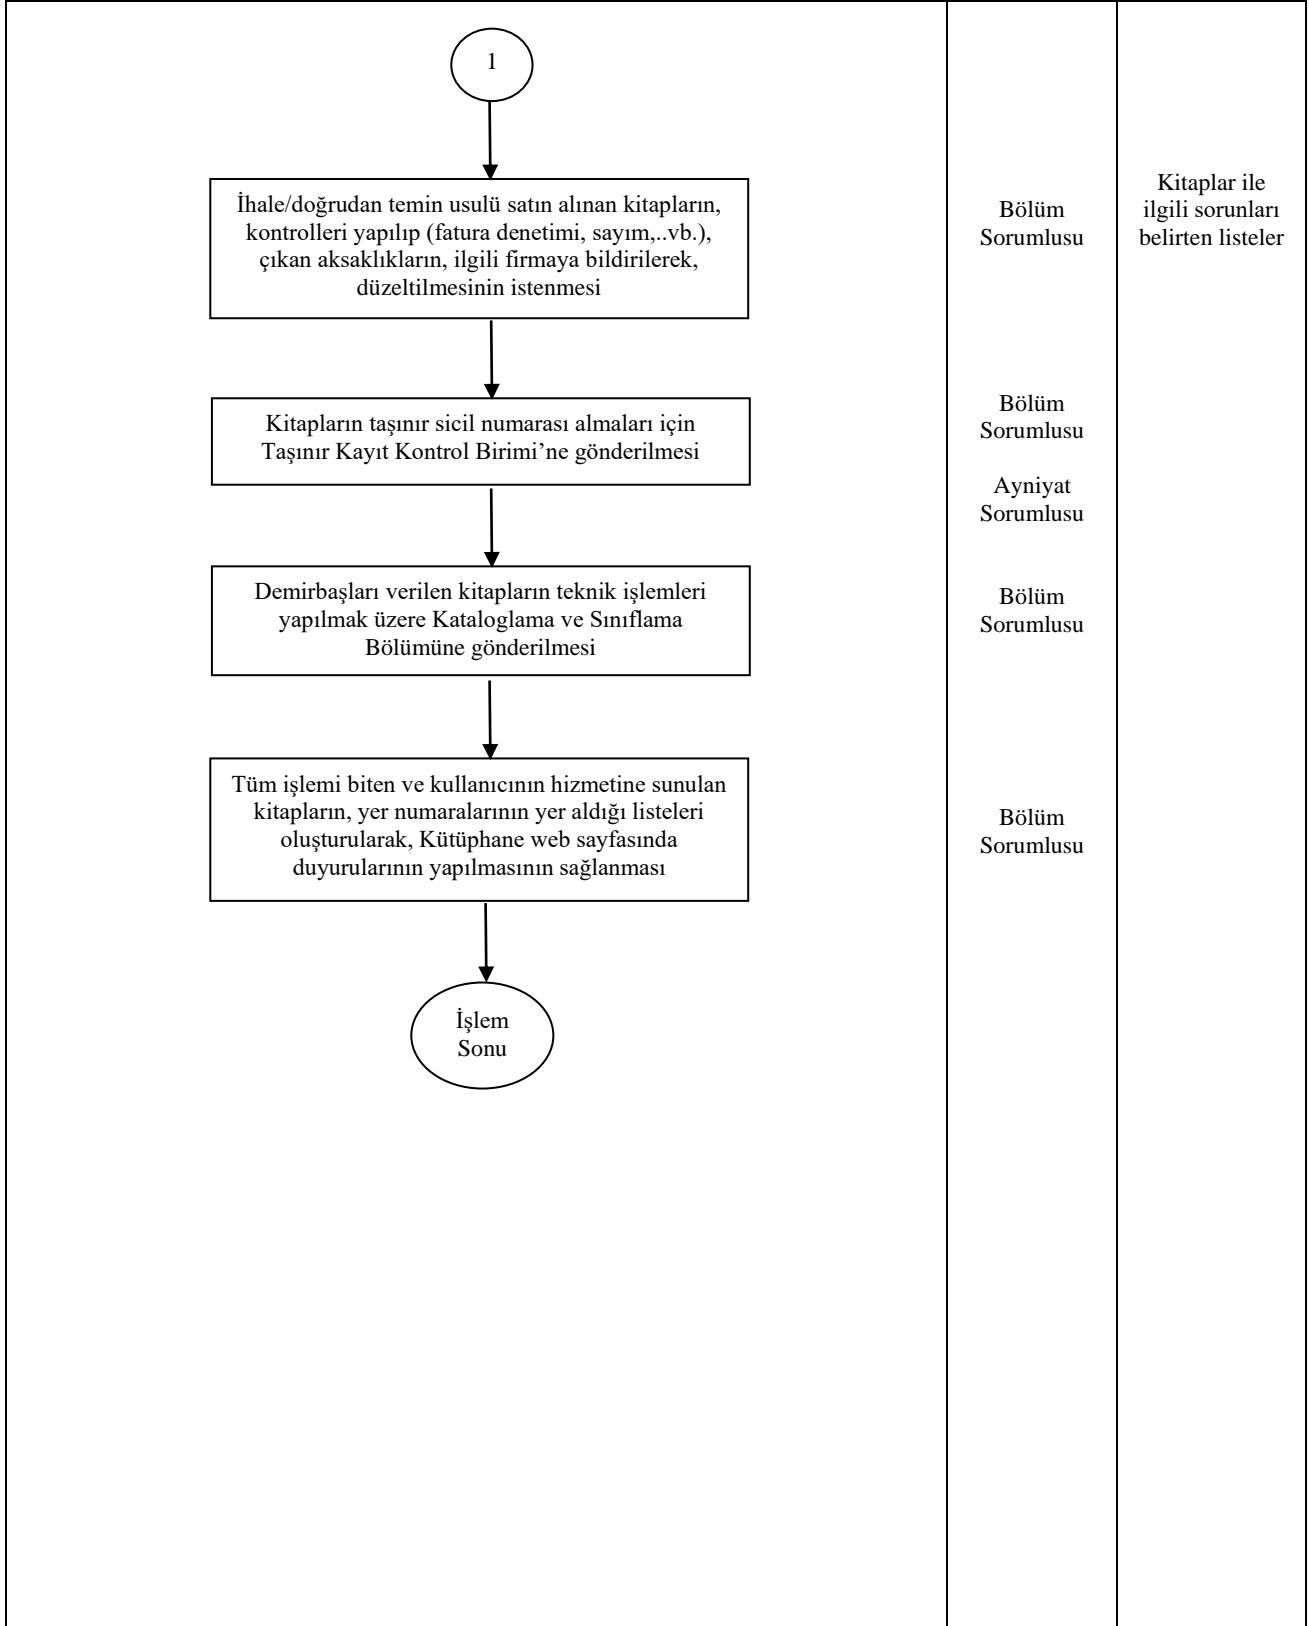 1
İhale/doğrudan temin usulü satın alınan kitapların,
kontrolleri yapılıp (fatura denetimi, sayım,..vb.),
çıkan aksaklıkların, ilgili firmaya bildirilerek,
düzeltilmesinin istenmesi
Bölüm
Sorumlusu
Kitaplar ile
ilgili sorunları
belirten listeler
Kitapların taşınır sicil numarası almaları için
Taşınır Kayıt Kontrol Birimi’ne gönderilmesi
Bölüm
Sorumlusu
Ayniyat
Sorumlusu
Demirbaşları verilen kitapların teknik işlemleri
yapılmak üzere Kataloglama ve Sınıflama
Bölümüne gönderilmesi
Bölüm
Sorumlusu
Tüm işlemi biten ve kullanıcının hizmetine sunulan
kitapların, yer numaralarının yer aldığı listeleri
oluşturularak, Kütüphane web sayfasında
duyurularının yapılmasının sağlanması
Bölüm
Sorumlusu
İşlem
Sonu